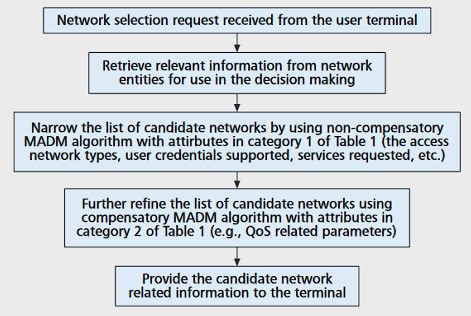 Network selection request received from the user terminal
Retrieve relevant information from network
entities for use in the decision making
Narrow the list of candidate networks by using non-compensatory
MADM algorithm with attirbutes in category 1 of Table 1 (the access
network types, user credentials supported, services requested, etc.)
Further refine the list of candidate networks using
compensatory MADM algorithm with attributes in
category 2 of Table 1 (e.g., QoS related parameters)
Provide the candidate network
related information to the terminal